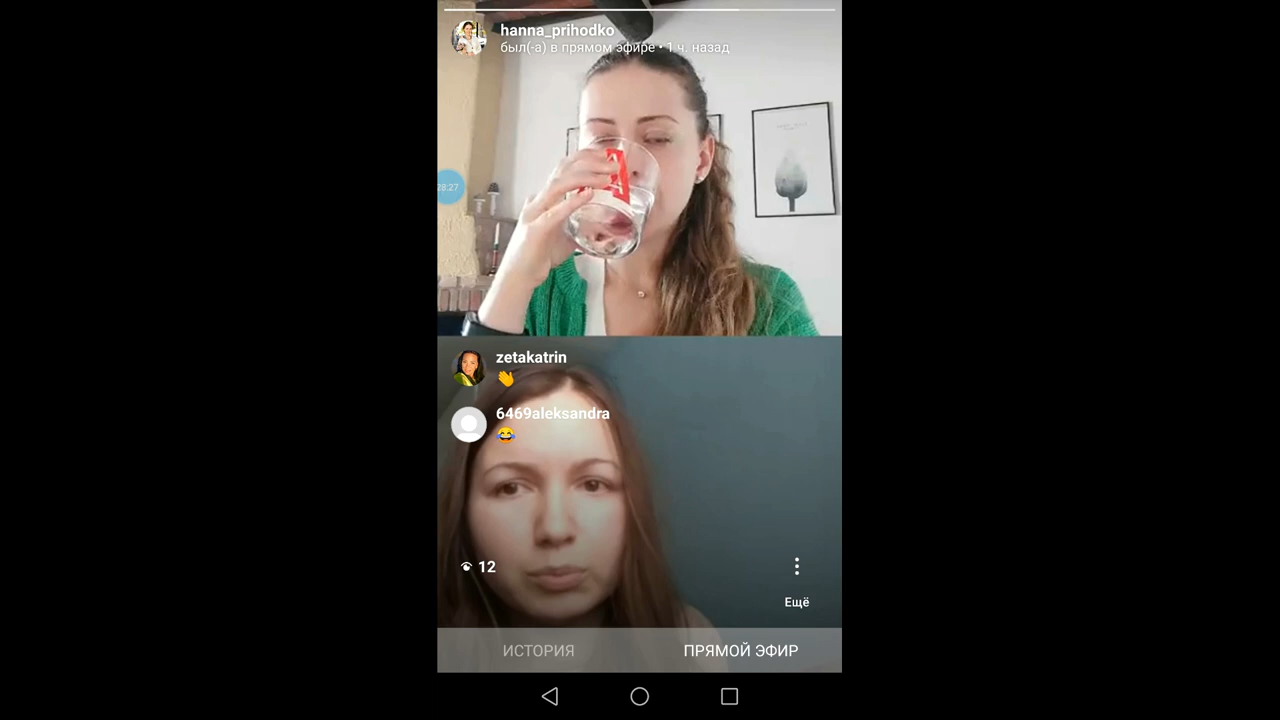 hanna_prihodko
был(-а) в прямом эфире • 1 ч. назад
28:27
zetakatrin
👋
6469aleksandra
😂
12
Ещё
ИСТОРИЯ
ПРЯМОЙ ЭФИР